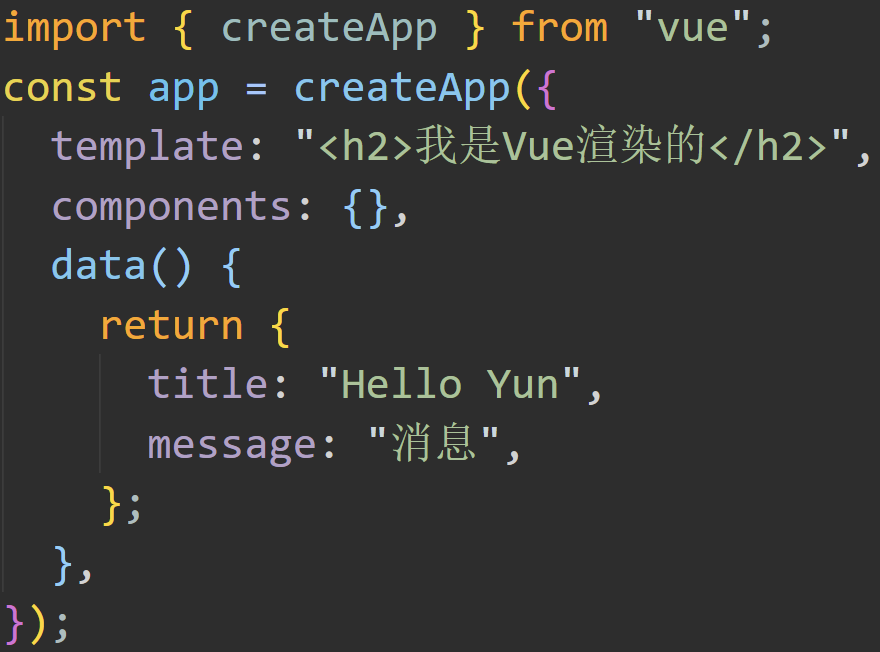 import { createApp } from "vue";
const app = createApp({
  template: "<h2>我是Vue渲染的</h2>",
  components: {},
  data() {
    return {
      title: "Hello Yun",
      message: "消息",
    };
  },
});